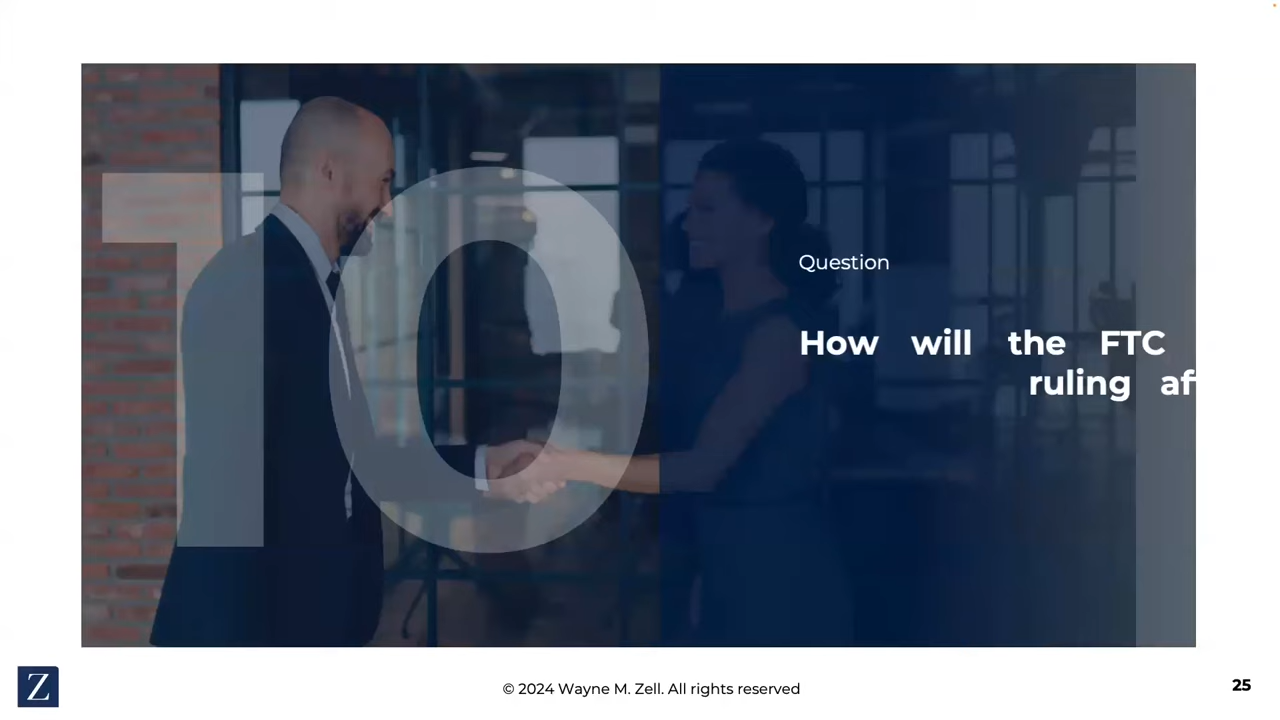 10
Question
How will the FTC
ruling af
Z
© 2024 Wayne M. Zell. All rights reserved
25